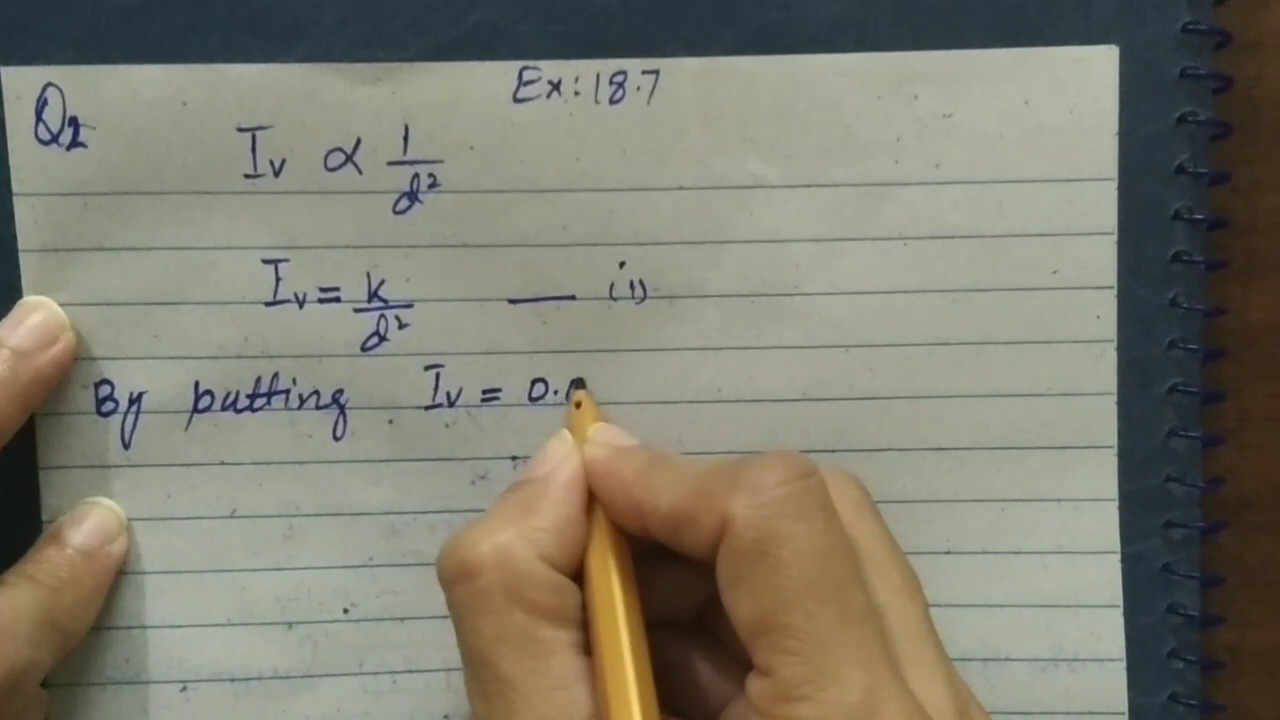 Ex: 18.7
Q2
Iv ∝ 1/d²
Iv = k/d² — (i)
By putting Iv = 0.